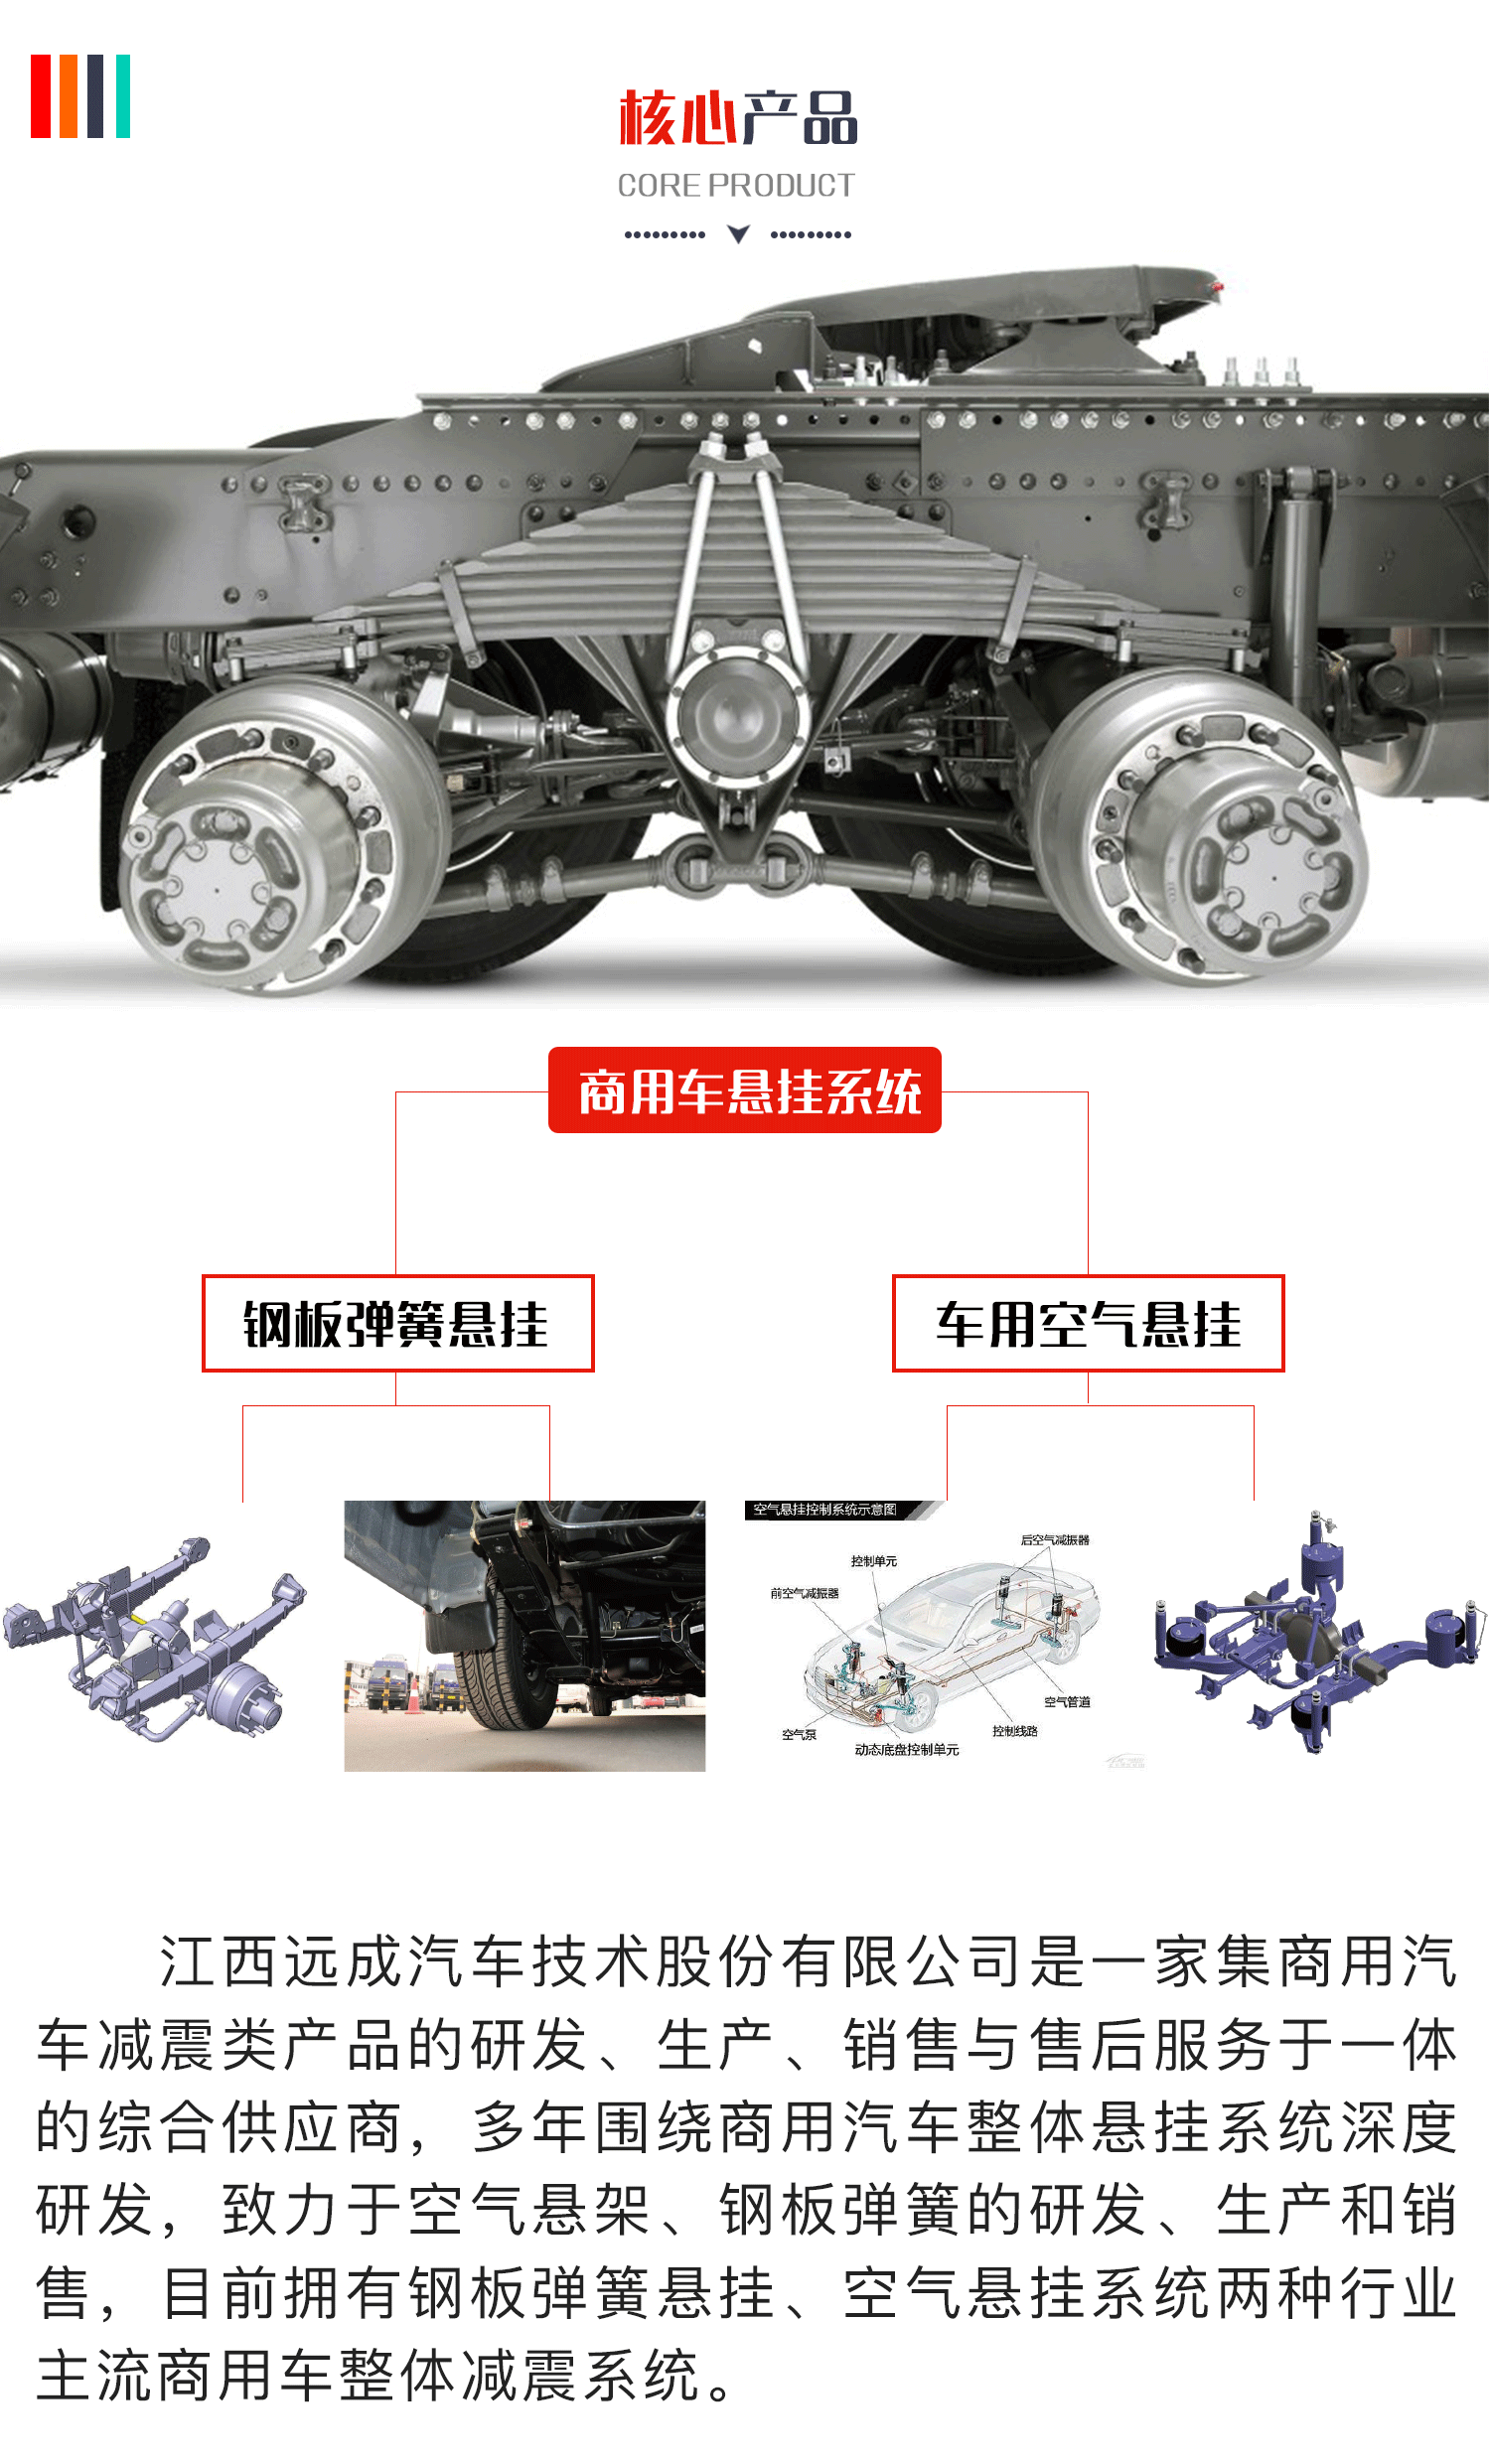 核心产品
CORE PRODUCT
商用车悬挂系统
钢板弹簧悬挂
车用空气悬挂
空气悬挂控制系统示意图
后空气减振器
控制单元
前空气减振器
空气管道
控制线路
空气泵
动态底盘控制单元
江西远成汽车技术股份有限公司是一家集商用汽
车减震类产品的研发、生产、销售与售后服务于一体
的综合供应商，多年围绕商用汽车整体悬挂系统深度
研发，致力于空气悬架、钢板弹簧的研发、生产和销
售，目前拥有钢板弹簧悬挂、空气悬挂系统两种行业
主流商用车整体减震系统。